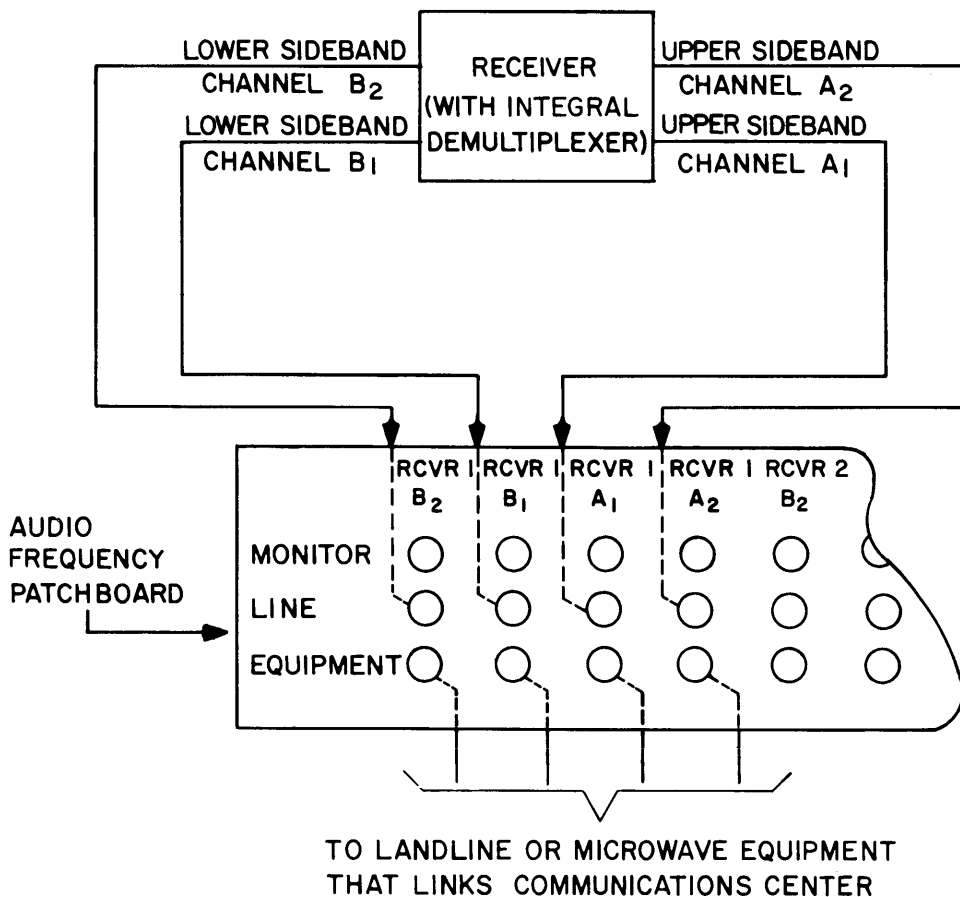 LOWER SIDEBAND
CHANNEL B2
LOWER SIDEBAND
CHANNEL B1
RECEIVER
(WITH INTEGRAL
DEMULTIPLEXER)
UPPER SIDEBAND
CHANNEL A2
UPPER SIDEBAND
CHANNEL A1
RCVR 1 RCVR 1 RCVR 1 RCVR 1 RCVR 2
B2 B1 A1 A2 B2
AUDIO
FREQUENCY
PATCHBOARD
MONITOR
LINE
EQUIPMENT
TO LANDLINE OR MICROWAVE EQUIPMENT
THAT LINKS COMMUNICATIONS CENTER